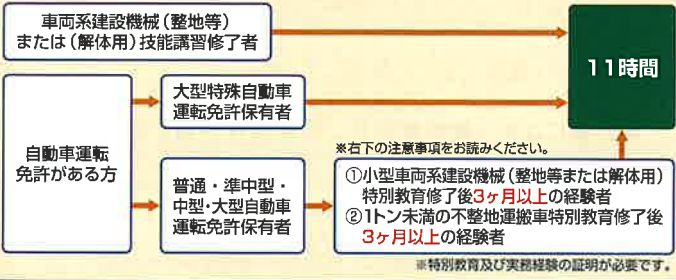 車両系建設機械（整地等）
または（解体用）技能講習修了者
11時間
自動車運転
免許がある方
大型特殊自動車
運転免許保有者
普通・準中型・
中型・大型自動車
運転免許保有者
※右下の注意事項をお読みください。
①小型車両系建設機械（整地等または解体用）
特別教育修了後3ヶ月以上の経験者
②1トン未満の不整地運搬車特別教育修了後
3ヶ月以上の経験者
※特別教育及び実務経験の証明が必要です。